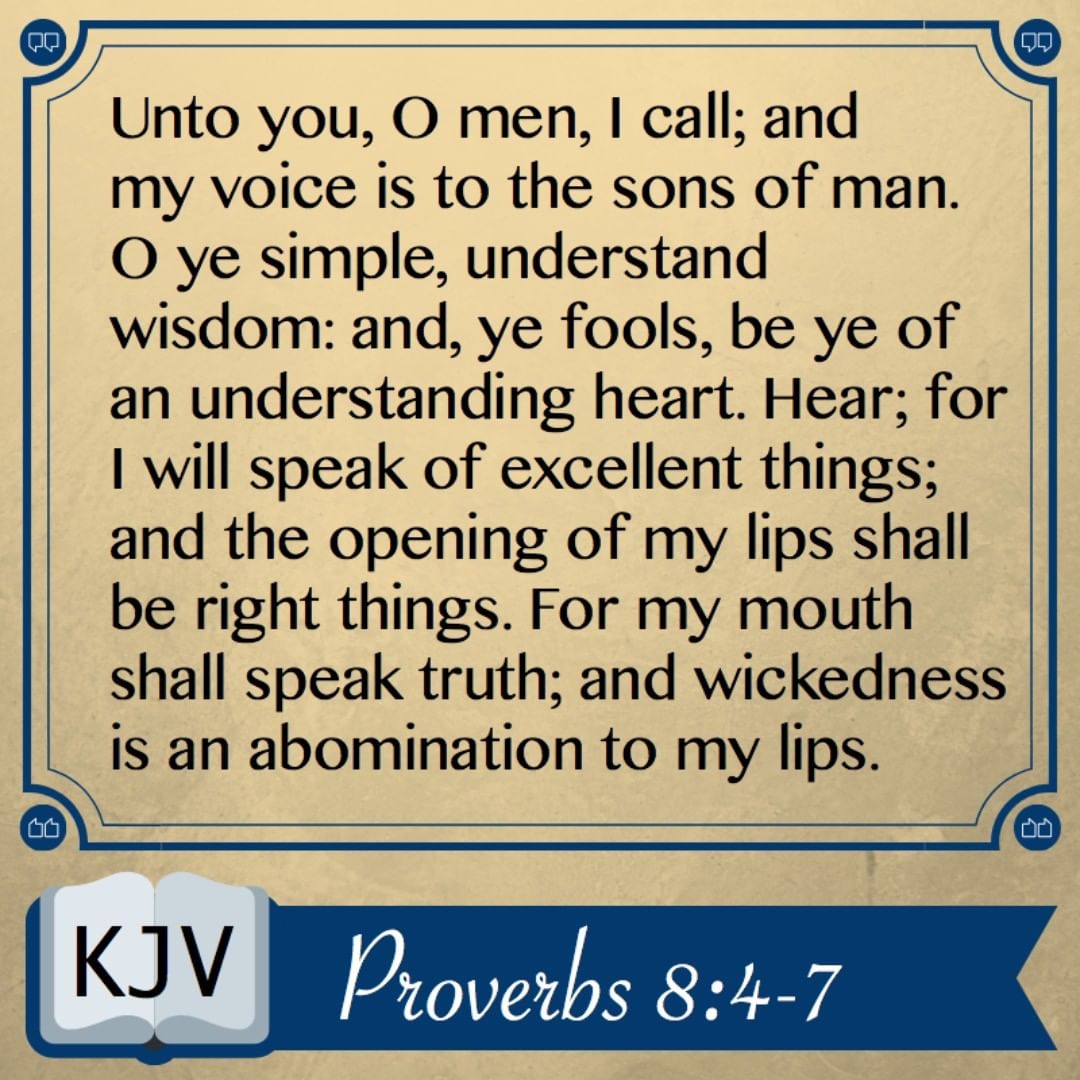 Unto you, O men, I call; and
my voice is to the sons of man.
O ye simple, understand
wisdom: and, ye fools, be ye of
an understanding heart. Hear; for
I will speak of excellent things;
and the opening of my lips shall
be right things. For my mouth
shall speak truth; and wickedness
is an abomination to my lips.
KJV
Proverbs 8:4-7